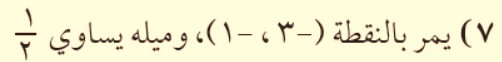 ٧) يمر بالنقطة (-٣ ، -١)، وميله يساوي ١/٢